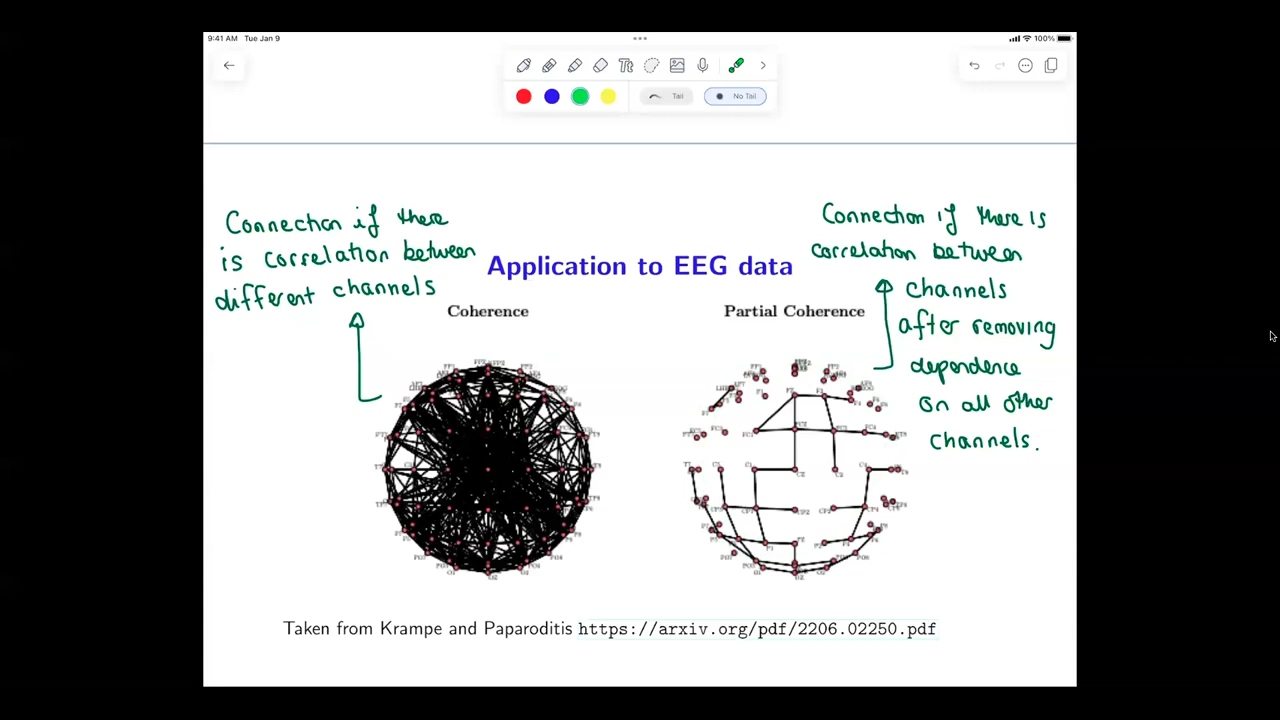 9:41 AM Tue Jan 9
100%
Tail
No Tail
Connection if there
is correlation between
different channels
Connection if there is
correlation between
channels
after removing
dependence
on all other
channels.
Application to EEG data
Coherence
Partial Coherence
Taken from Krampe and Paparoditis https://arxiv.org/pdf/2206.02250.pdf